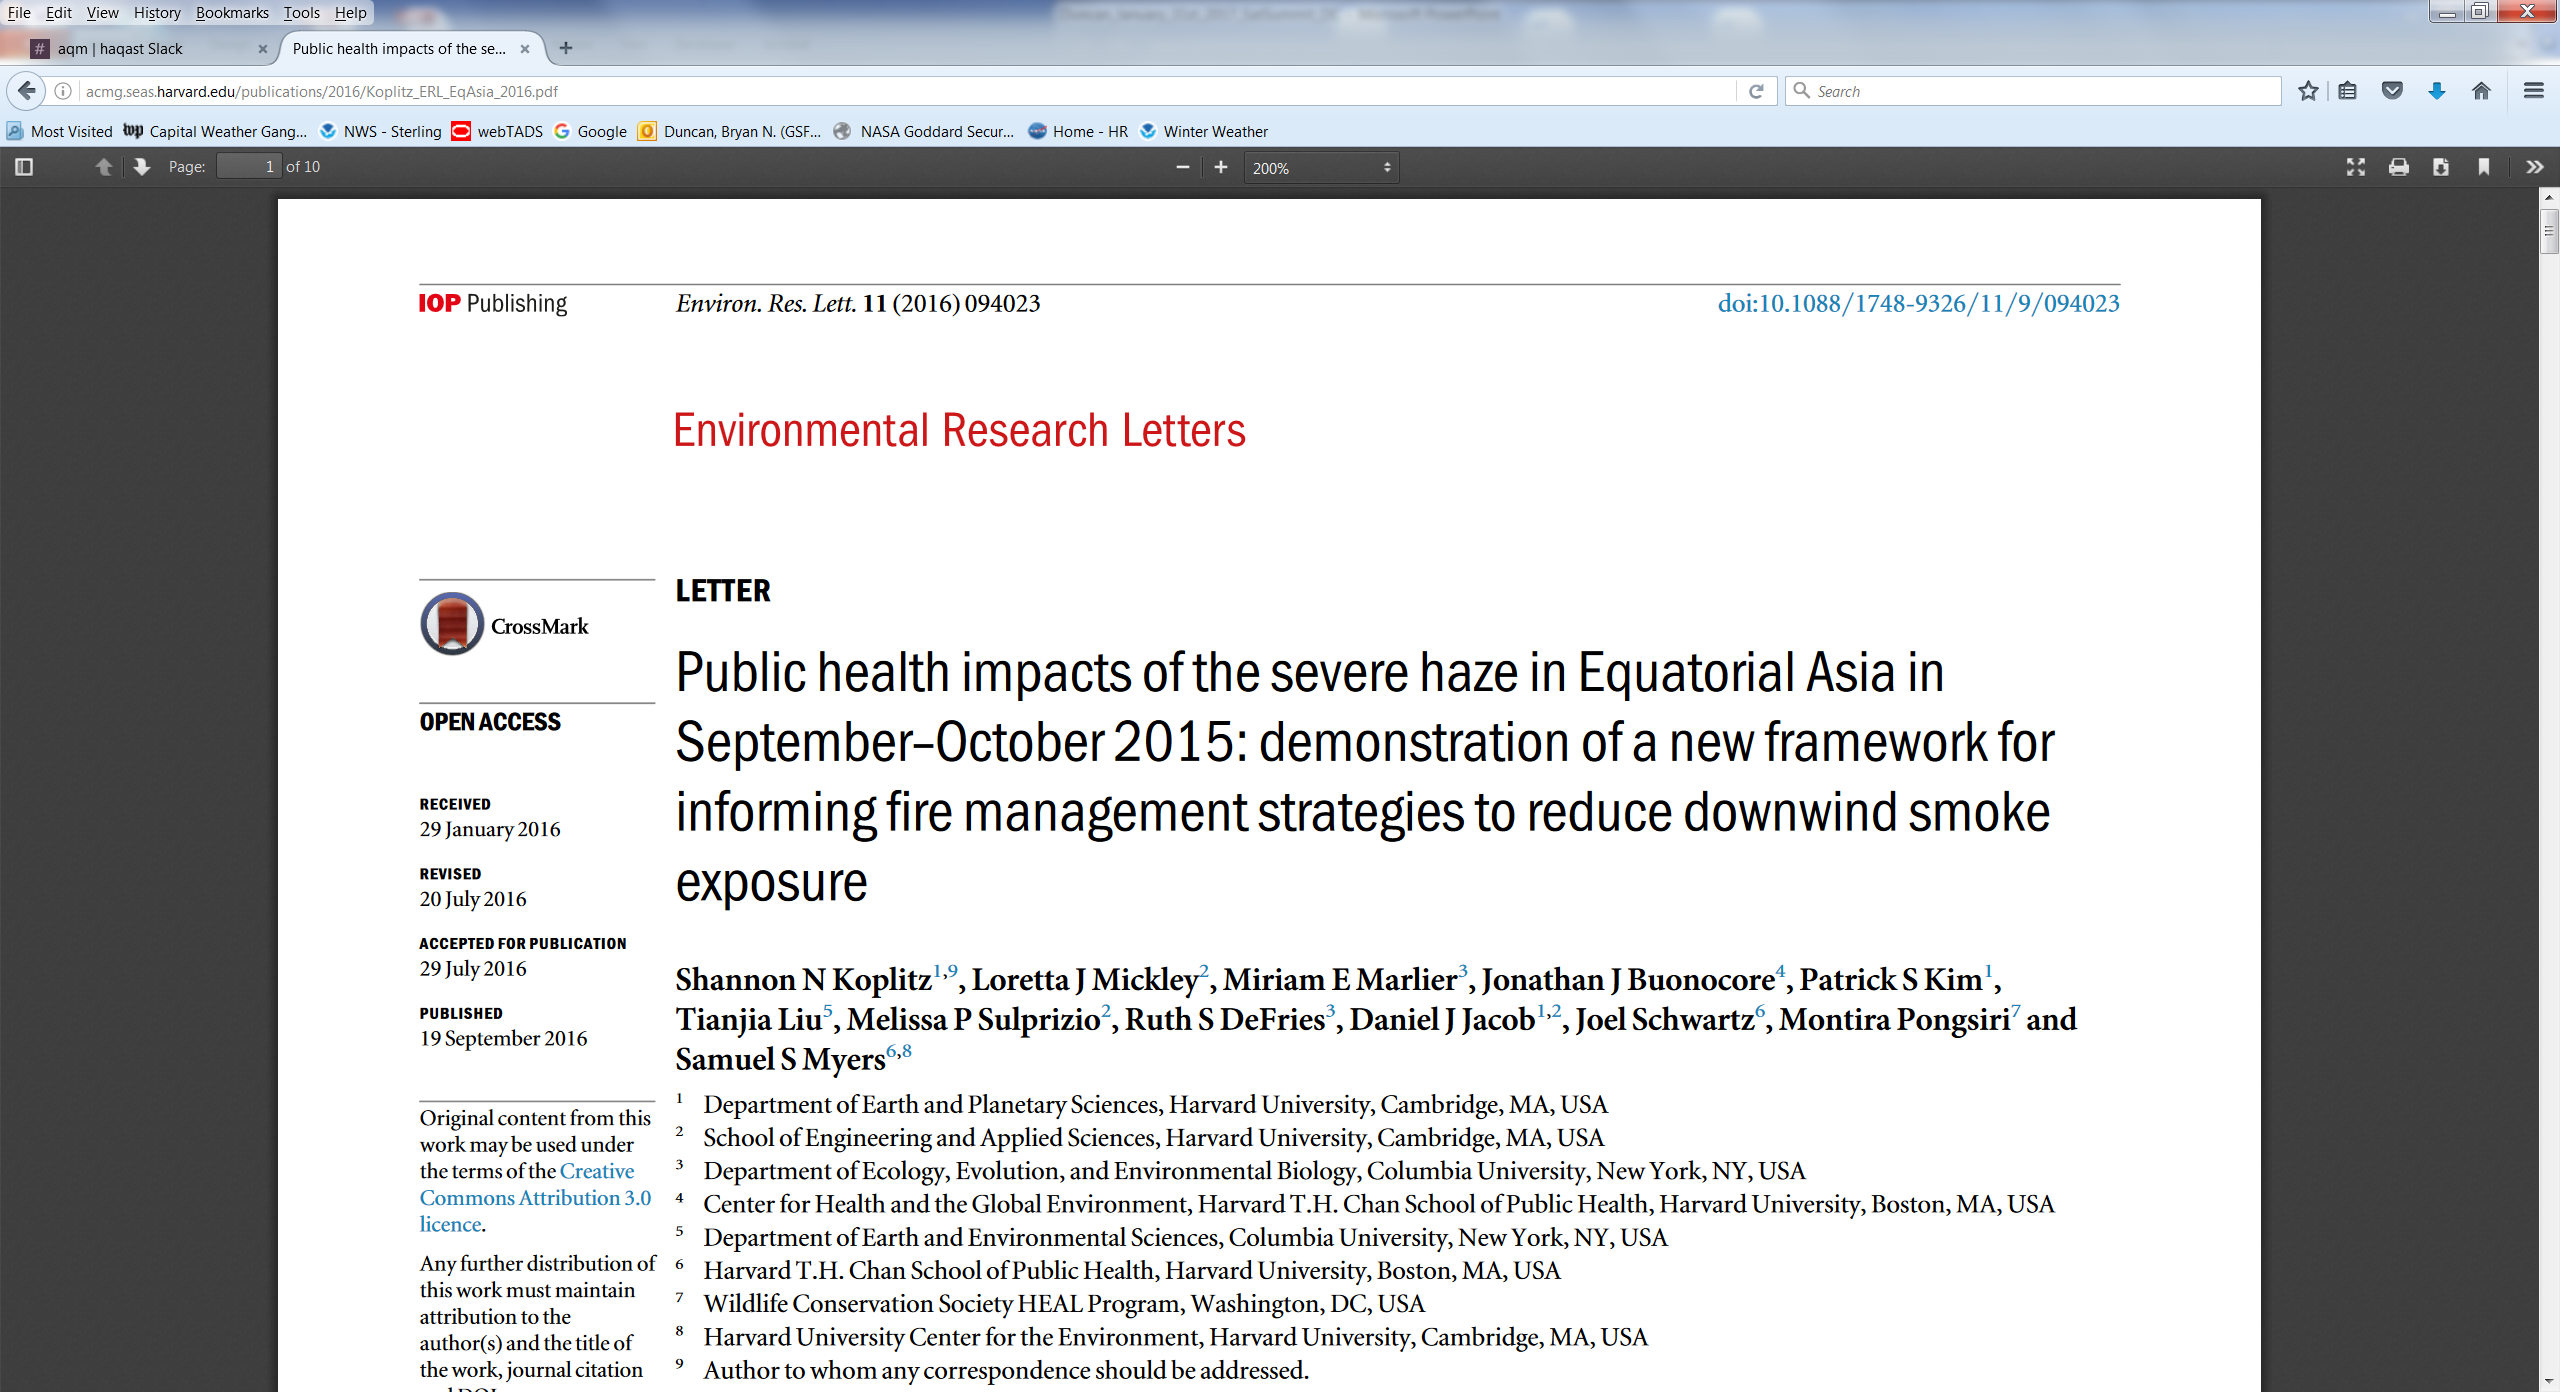 File Edit View History Bookmarks Tools Help
# aqm | haqast Slack × Public health impacts of the se... × +
acmg.seas.harvard.edu/publications/2016/Koplitz_ERL_EqAsia_2016.pdf Search
Most Visited wp Capital Weather Gang... NWS - Sterling webTADS G Google Duncan, Bryan N. (GSF... NASA Goddard Secur... Home - HR Winter Weather
Page: 1 of 10 200%
IOP Publishing Environ. Res. Lett. 11 (2016) 094023 doi:10.1088/1748-9326/11/9/094023
Environmental Research Letters
CrossMark
OPEN ACCESS
RECEIVED
29 January 2016
REVISED
20 July 2016
ACCEPTED FOR PUBLICATION
29 July 2016
PUBLISHED
19 September 2016
Original content from this
work may be used under
the terms of the Creative
Commons Attribution 3.0
licence.
Any further distribution of
this work must maintain
attribution to the
author(s) and the title of
the work, journal citation
LETTER
Public health impacts of the severe haze in Equatorial Asia in
September–October 2015: demonstration of a new framework for
informing fire management strategies to reduce downwind smoke
exposure
Shannon N Koplitz1,9, Loretta J Mickley2, Miriam E Marlier3, Jonathan J Buonocore4, Patrick S Kim1,
Tianjia Liu5, Melissa P Sulprizio2, Ruth S DeFries3, Daniel J Jacob1,2, Joel Schwartz6, Montira Pongsiri7 and
Samuel S Myers6,8
1 Department of Earth and Planetary Sciences, Harvard University, Cambridge, MA, USA
2 School of Engineering and Applied Sciences, Harvard University, Cambridge, MA, USA
3 Department of Ecology, Evolution, and Environmental Biology, Columbia University, New York, NY, USA
4 Center for Health and the Global Environment, Harvard T.H. Chan School of Public Health, Harvard University, Boston, MA, USA
5 Department of Earth and Environmental Sciences, Columbia University, New York, NY, USA
6 Harvard T.H. Chan School of Public Health, Harvard University, Boston, MA, USA
7 Wildlife Conservation Society HEAL Program, Washington, DC, USA
8 Harvard University Center for the Environment, Harvard University, Cambridge, MA, USA
9 Author to whom any correspondence should be addressed.